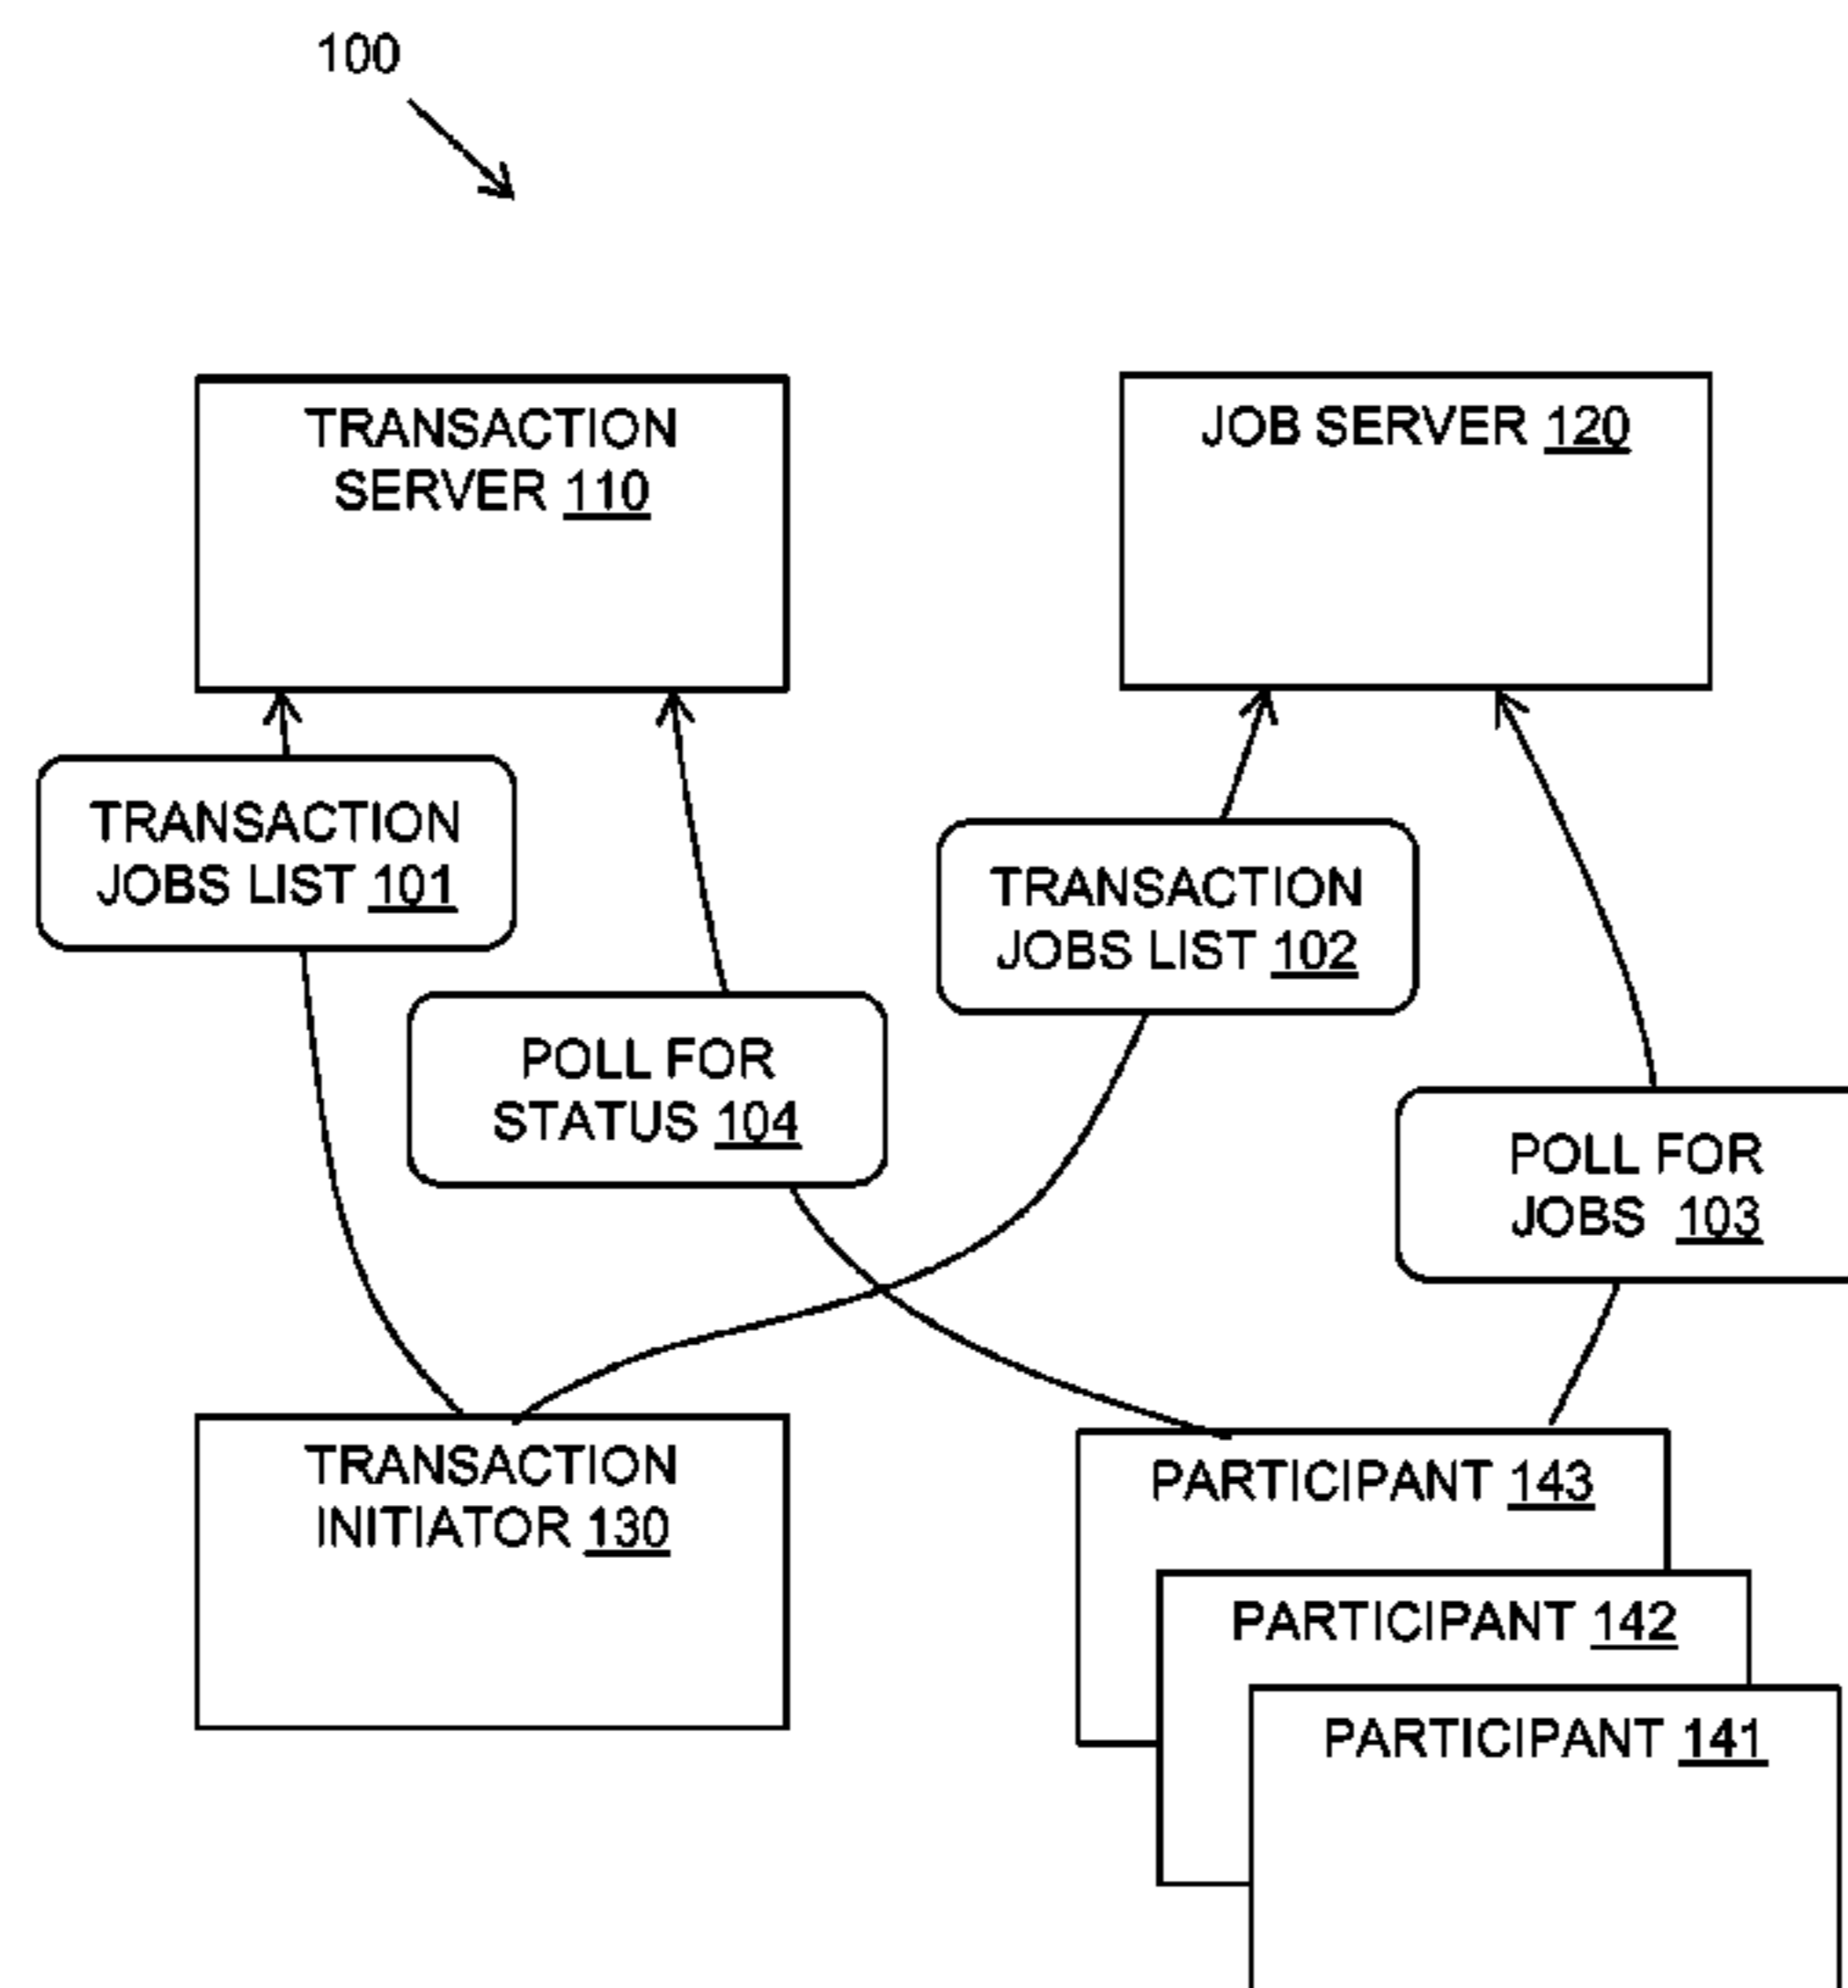 100
TRANSACTION
SERVER 110
JOB SERVER 120
TRANSACTION
JOBS LIST 101
TRANSACTION
JOBS LIST 102
POLL FOR
STATUS 104
POLL FOR
JOBS 103
TRANSACTION
INITIATOR 130
PARTICIPANT 143
PARTICIPANT 142
PARTICIPANT 141